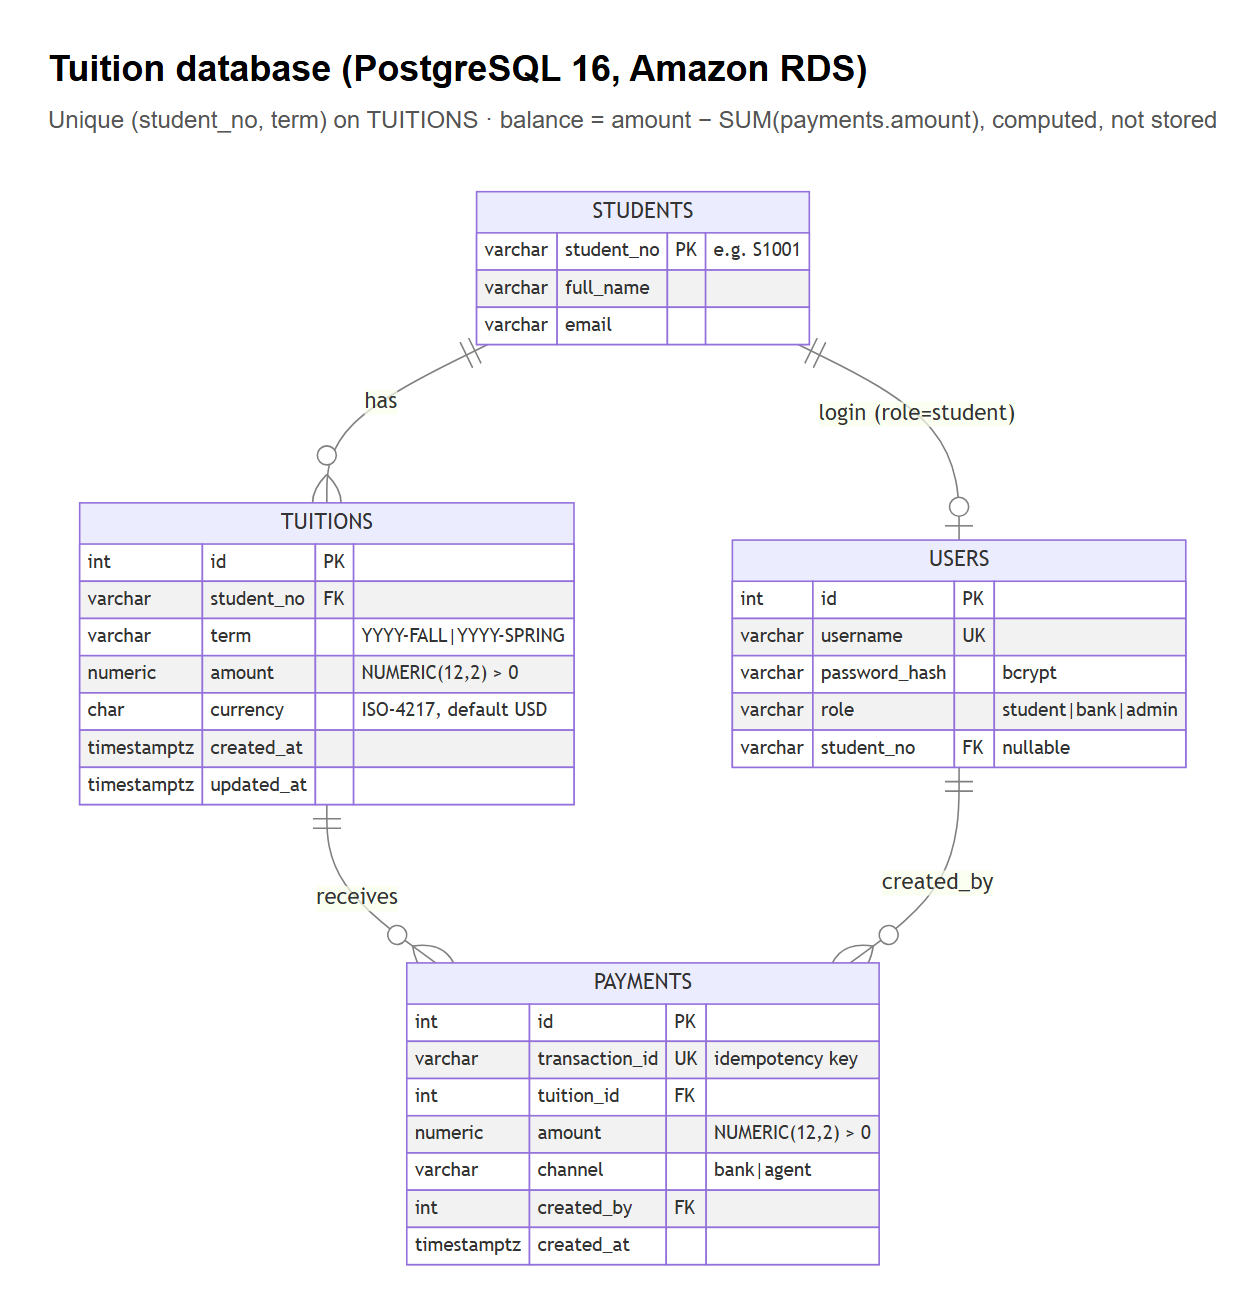 Tuition database (PostgreSQL 16, Amazon RDS)
Unique (student_no, term) on TUITIONS · balance = amount − SUM(payments.amount), computed, not stored
STUDENTS
varchar student_no PK e.g. S1001
varchar full_name
varchar email
has
login (role=student)
TUITIONS
int id PK
varchar student_no FK
varchar term YYYY-FALL|YYYY-SPRING
numeric amount NUMERIC(12,2) > 0
char currency ISO-4217, default USD
timestamptz created_at
timestamptz updated_at
USERS
int id PK
varchar username UK
varchar password_hash bcrypt
varchar role student|bank|admin
varchar student_no FK nullable
receives
created_by
PAYMENTS
int id PK
varchar transaction_id UK idempotency key
int tuition_id FK
numeric amount NUMERIC(12,2) > 0
varchar channel bank|agent
int created_by FK
timestamptz created_at